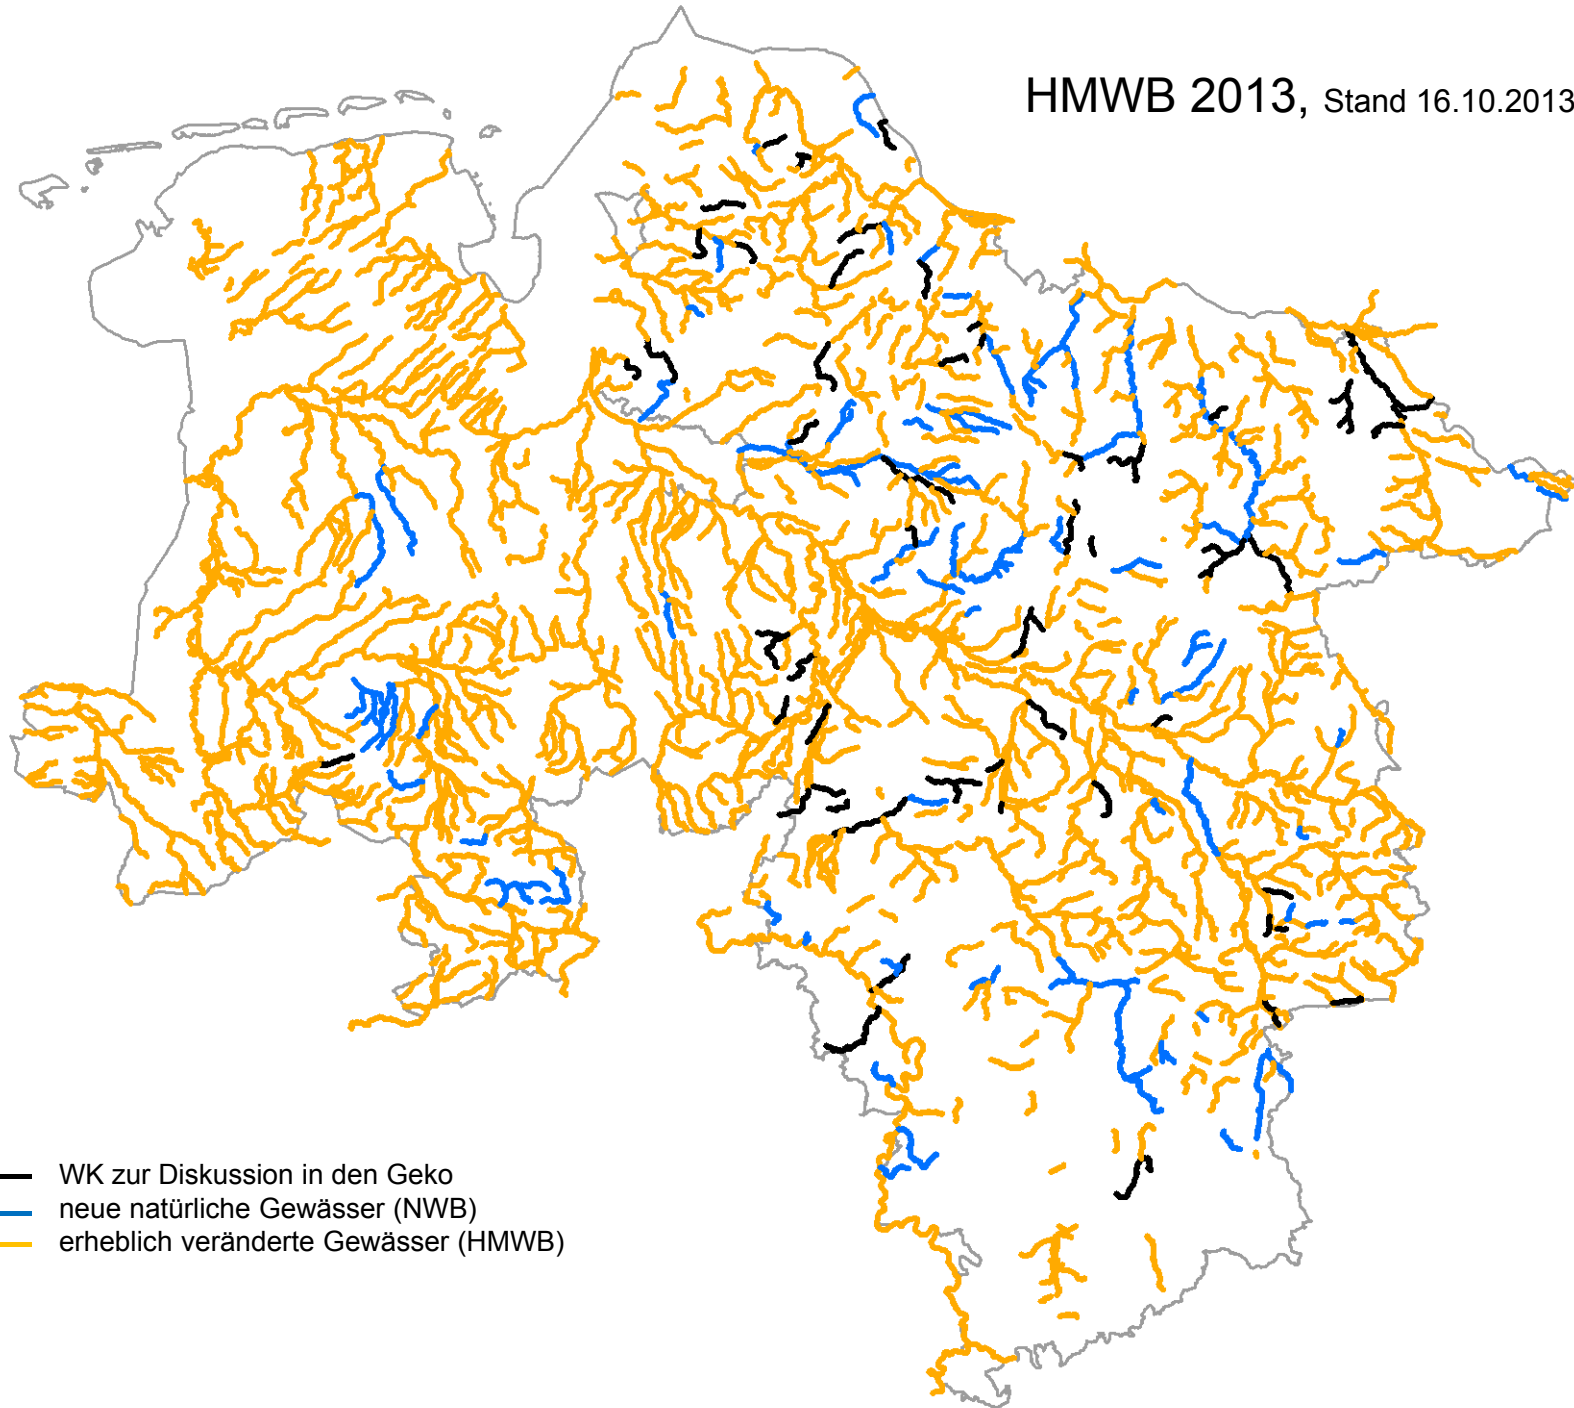 HMWB 2013, Stand 16.10.2013
WK zur Diskussion in den Geko
neue natürliche Gewässer (NWB)
erheblich veränderte Gewässer (HMWB)